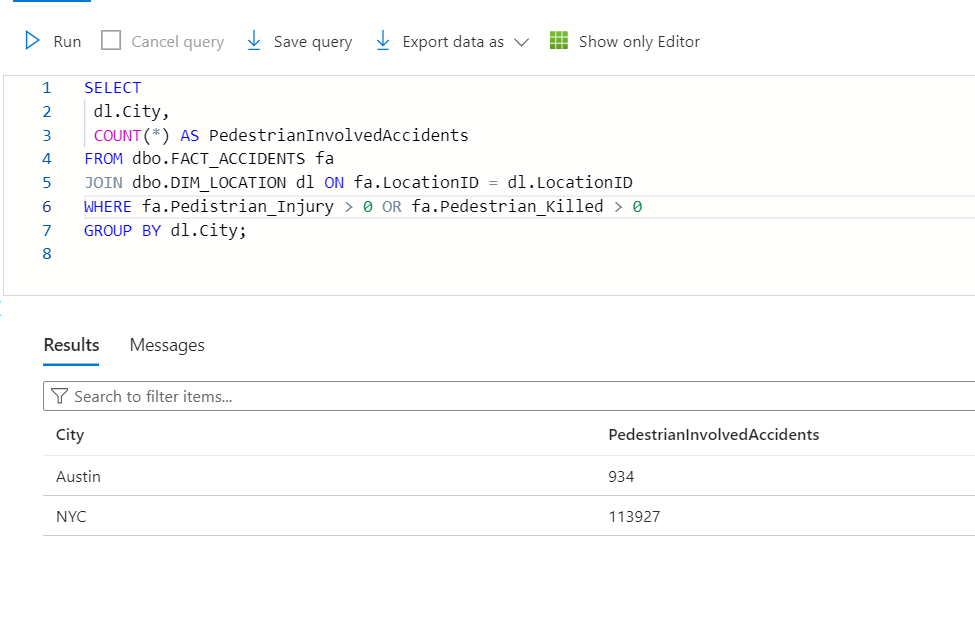 Run Cancel query Save query Export data as Show only Editor
1 SELECT
2 dl.City,
3 COUNT(*) AS PedestrianInvolvedAccidents
4 FROM dbo.FACT_ACCIDENTS fa
5 JOIN dbo.DIM_LOCATION dl ON fa.LocationID = dl.LocationID
6 WHERE fa.Pedistrian_Injury > 0 OR fa.Pedestrian_Killed > 0
7 GROUP BY dl.City;
8
Results Messages
Search to filter items...
City PedestrianInvolvedAccidents
Austin 934
NYC 113927